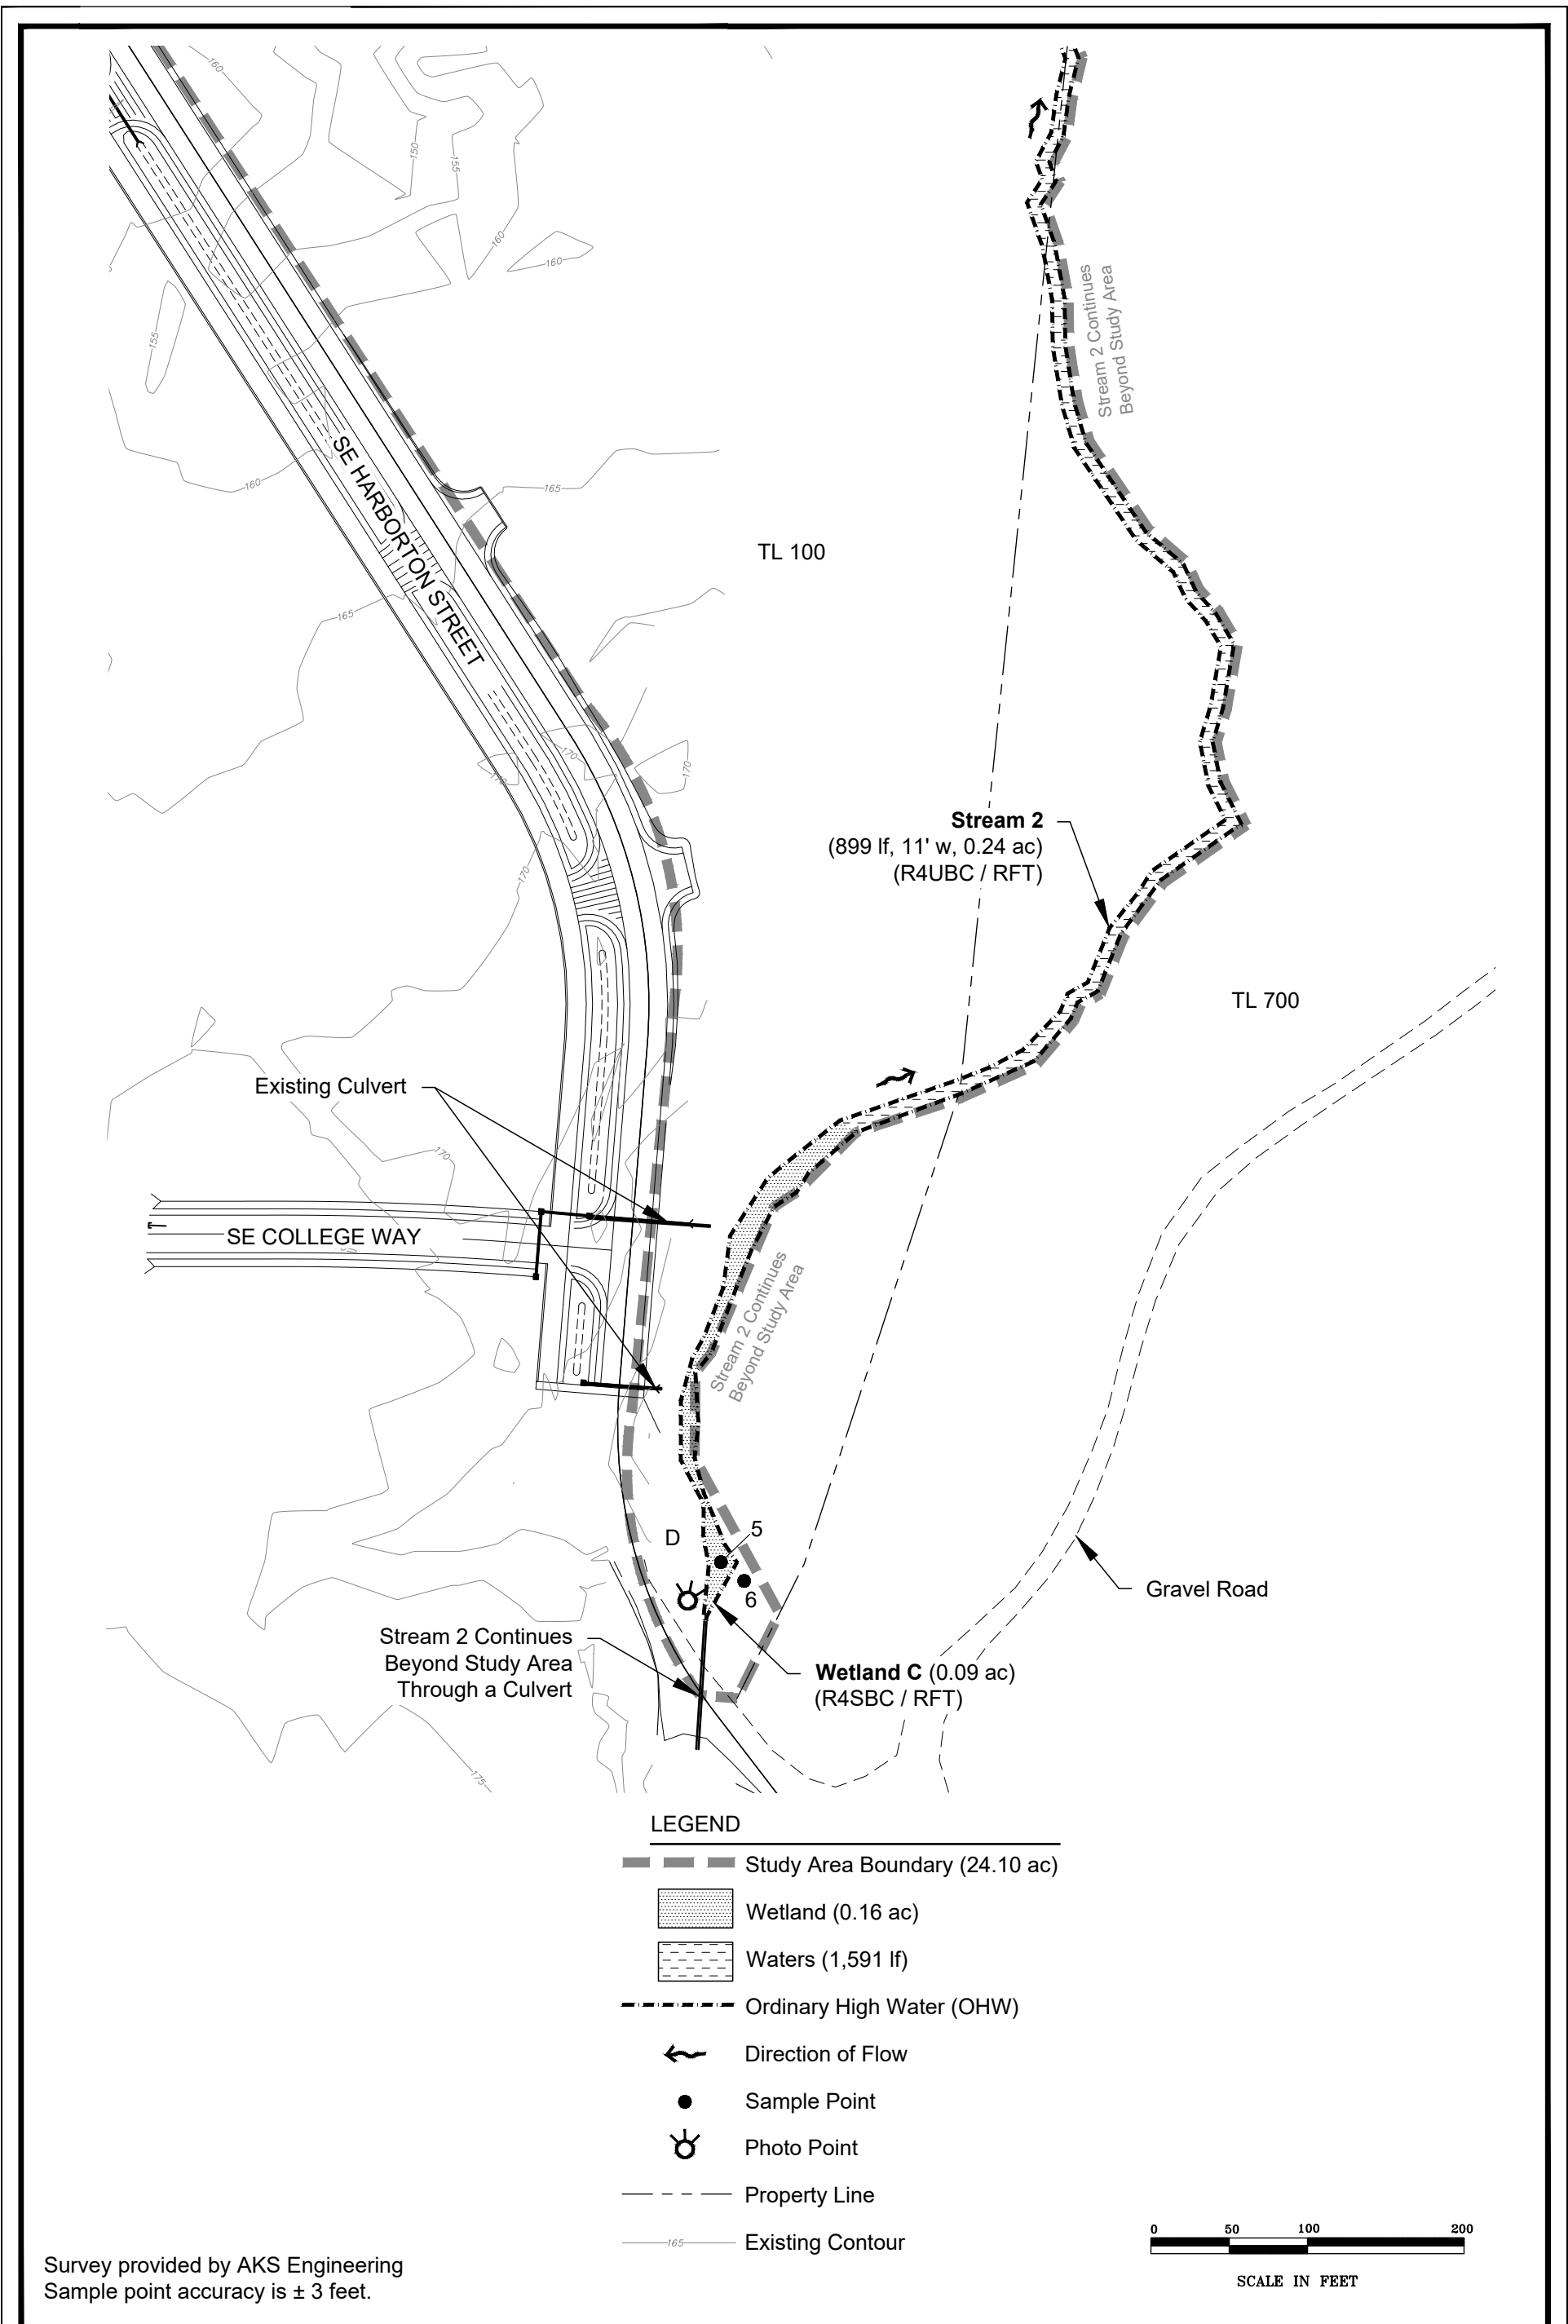 160
150
155
160
160
155
Stream 2 Continues
Beyond Study Area
SE HARBORTON STREET
160
165
TL 100
165
170
170
170
Stream 2
(899 lf, 11' w, 0.24 ac)
(R4UBC / RFT)
170
TL 700
Existing Culvert
170
SE COLLEGE WAY
Stream 2 Continues
Beyond Study Area
D
5
6
Gravel Road
Stream 2 Continues
Beyond Study Area
Through a Culvert
Wetland C (0.09 ac)
(R4SBC / RFT)
175
LEGEND
Study Area Boundary (24.10 ac)
Wetland (0.16 ac)
Waters (1,591 lf)
Ordinary High Water (OHW)
Direction of Flow
Sample Point
Photo Point
Property Line
165 Existing Contour
0 50 100 200
SCALE IN FEET
Survey provided by AKS Engineering
Sample point accuracy is ± 3 feet.